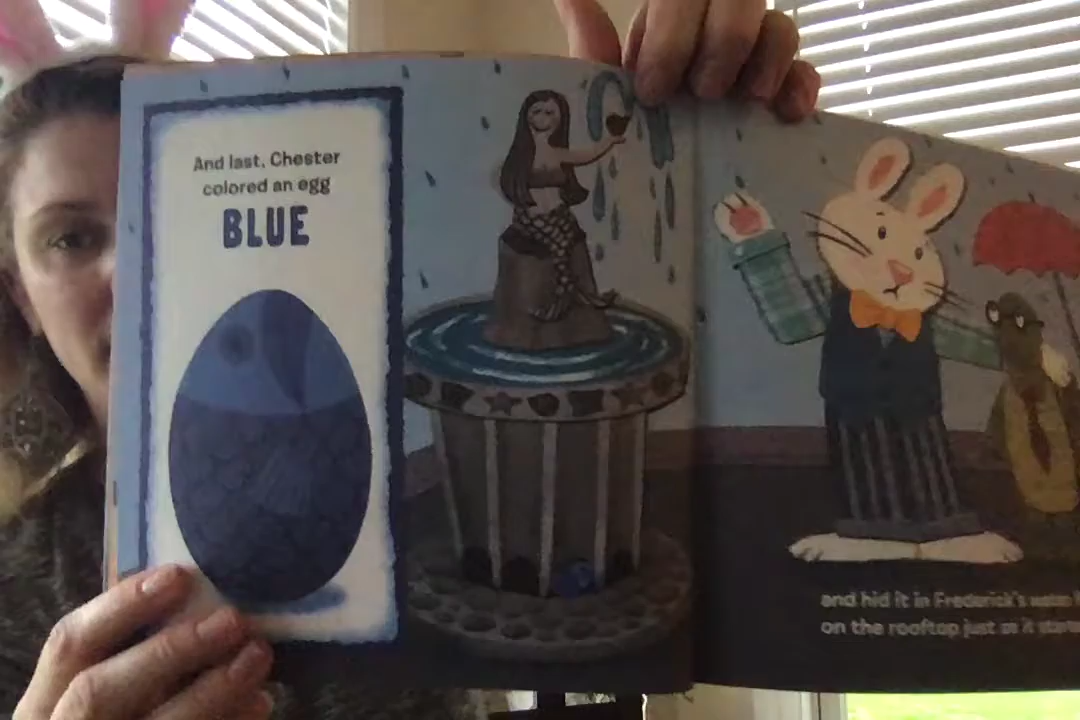 And last, Chester
colored an egg
BLUE
and hid it in Frederick's
on the rooftop just as it